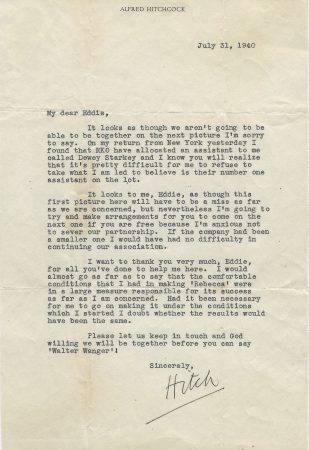 ALFRED HITCHCOCK
July 31, 1940
My dear Eddie,
It looks as though we aren't going to be
able to be together on the next picture I'm sorry
to say. On my return from New York yesterday I
found that RKO have allocated an assistant to me
called Dewey Starkey and I know you will realize
that it's pretty difficult for me to refuse to
take what I am led to believe is their number one
assistant on the lot.
It looks to me, Eddie, as though this
first picture here will have to be a miss as far
as we are concerned, but nevertheless I'm going to
try and make arrangements for you to come on the
next one if you are free because I'm anxious not
to sever our partnership. If the company had been
a smaller one I would have had no difficulty in
continuing our association.
I want to thank you very much, Eddie,
for all you've done to help me here. I would
almost go as far as to say that the comfortable
conditions that I had in making 'Rebecca' were
in a large measure responsible for its success
as far as I am concerned. Had it been necessary
for me to go on making it under the conditions
which I started I doubt whether the results would
have been the same.
Please let us keep in touch and God
willing we will be together before you can say
'Walter Wanger'!
Sincerely,
Hitch